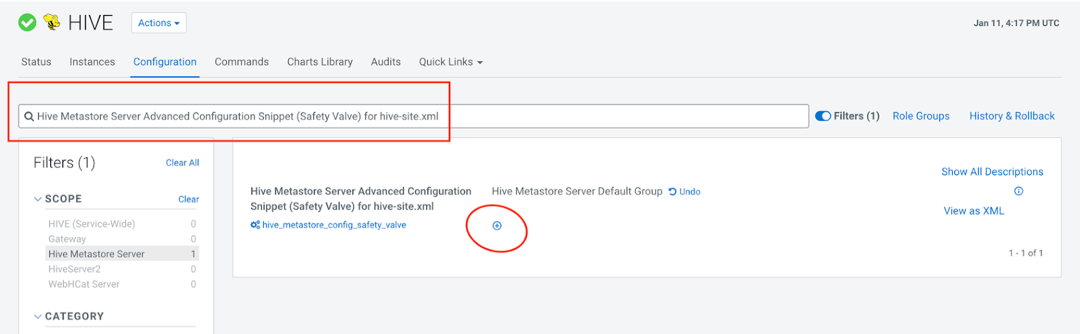 HIVE
Actions
Jan 11, 4:17 PM UTC
Status Instances Configuration Commands Charts Library Audits Quick Links
Hive Metastore Server Advanced Configuration Snippet (Safety Valve) for hive-site.xml
Filters (1) Role Groups History & Rollback
Filters (1) Clear All
SCOPE Clear
HIVE (Service-Wide) 0
Gateway 0
Hive Metastore Server 1
HiveServer2 0
WebHCat Server 0
CATEGORY
Show All Descriptions
Hive Metastore Server Advanced Configuration
Snippet (Safety Valve) for hive-site.xml
hive_metastore_config_safety_valve
Hive Metastore Server Default Group Undo
View as XML
1 - 1 of 1